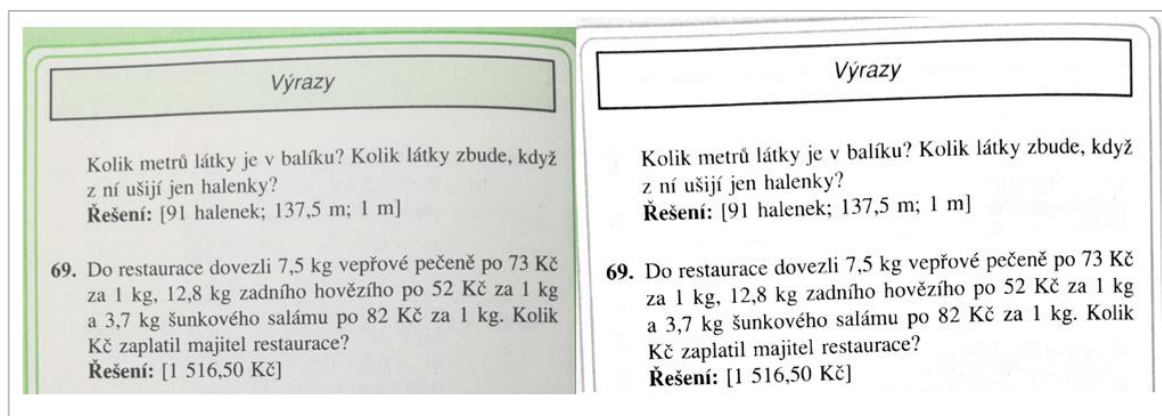 Výrazy
Kolik metrů látky je v balíku? Kolik látky zbude, když
z ní ušijí jen halenky?
Řešení: [91 halenek; 137,5 m; 1 m]
69. Do restaurace dovezli 7,5 kg vepřové pečeně po 73 Kč
za 1 kg, 12,8 kg zadního hovězího po 52 Kč za 1 kg
a 3,7 kg šunkového salámu po 82 Kč za 1 kg. Kolik
Kč zaplatil majitel restaurace?
Řešení: [1 516,50 Kč]
Výrazy
Kolik metrů látky je v balíku? Kolik látky zbude, když
z ní ušijí jen halenky?
Řešení: [91 halenek; 137,5 m; 1 m]
69. Do restaurace dovezli 7,5 kg vepřové pečeně po 73 Kč
za 1 kg, 12,8 kg zadního hovězího po 52 Kč za 1 kg
a 3,7 kg šunkového salámu po 82 Kč za 1 kg. Kolik
Kč zaplatil majitel restaurace?
Řešení: [1 516,50 Kč]